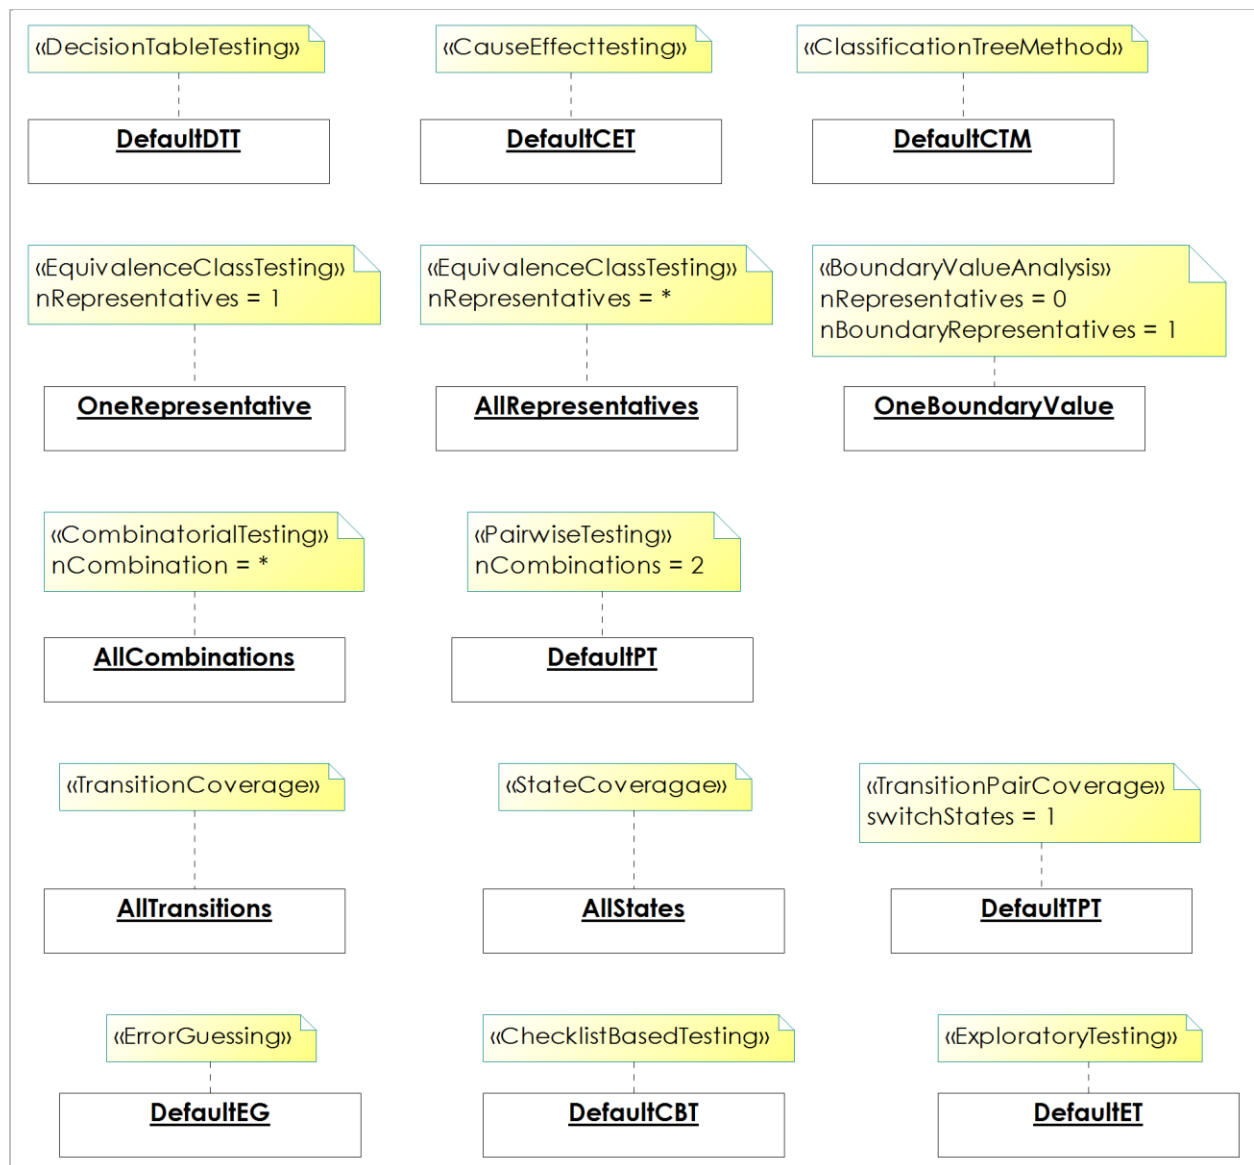 «DecisionTableTesting»
«CauseEffecttesting»
«ClassificationTreeMethod»
DefaultDTT
DefaultCET
DefaultCTM
«EquivalenceClassTesting»
nRepresentatives = 1
«EquivalenceClassTesting»
nRepresentatives = *
«BoundaryValueAnalysis»
nRepresentatives = 0
nBoundaryRepresentatives = 1
OneRepresentative
AllRepresentatives
OneBoundaryValue
«CombinatorialTesting»
nCombination = *
«PairwiseTesting»
nCombinations = 2
AllCombinations
DefaultPT
«TransitionCoverage»
«StateCoveragae»
«TransitionPairCoverage»
switchStates = 1
AllTransitions
AllStates
DefaultTPT
«ErrorGuessing»
«ChecklistBasedTesting»
«ExploratoryTesting»
DefaultEG
DefaultCBT
DefaultET